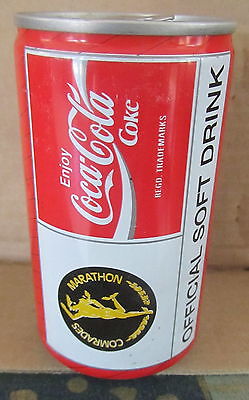 Enjoy
Coca-Cola
Coke
REGD. TRADEMARKS
MARATHON
COMRADES
OFFICIAL SOFT DRINK